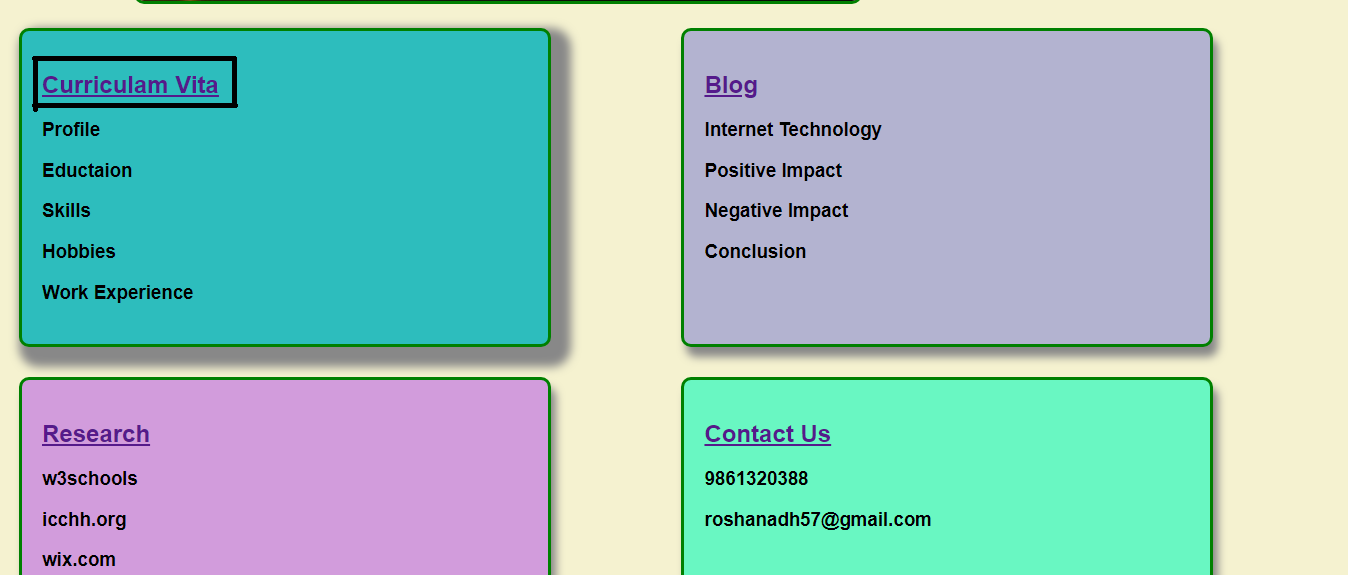 Curriculam Vita
Profile
Eductaion
Skills
Hobbies
Work Experience
Blog
Internet Technology
Positive Impact
Negative Impact
Conclusion
Research
w3schools
icchh.org
wix.com
Contact Us
9861320388
roshanadh57@gmail.com